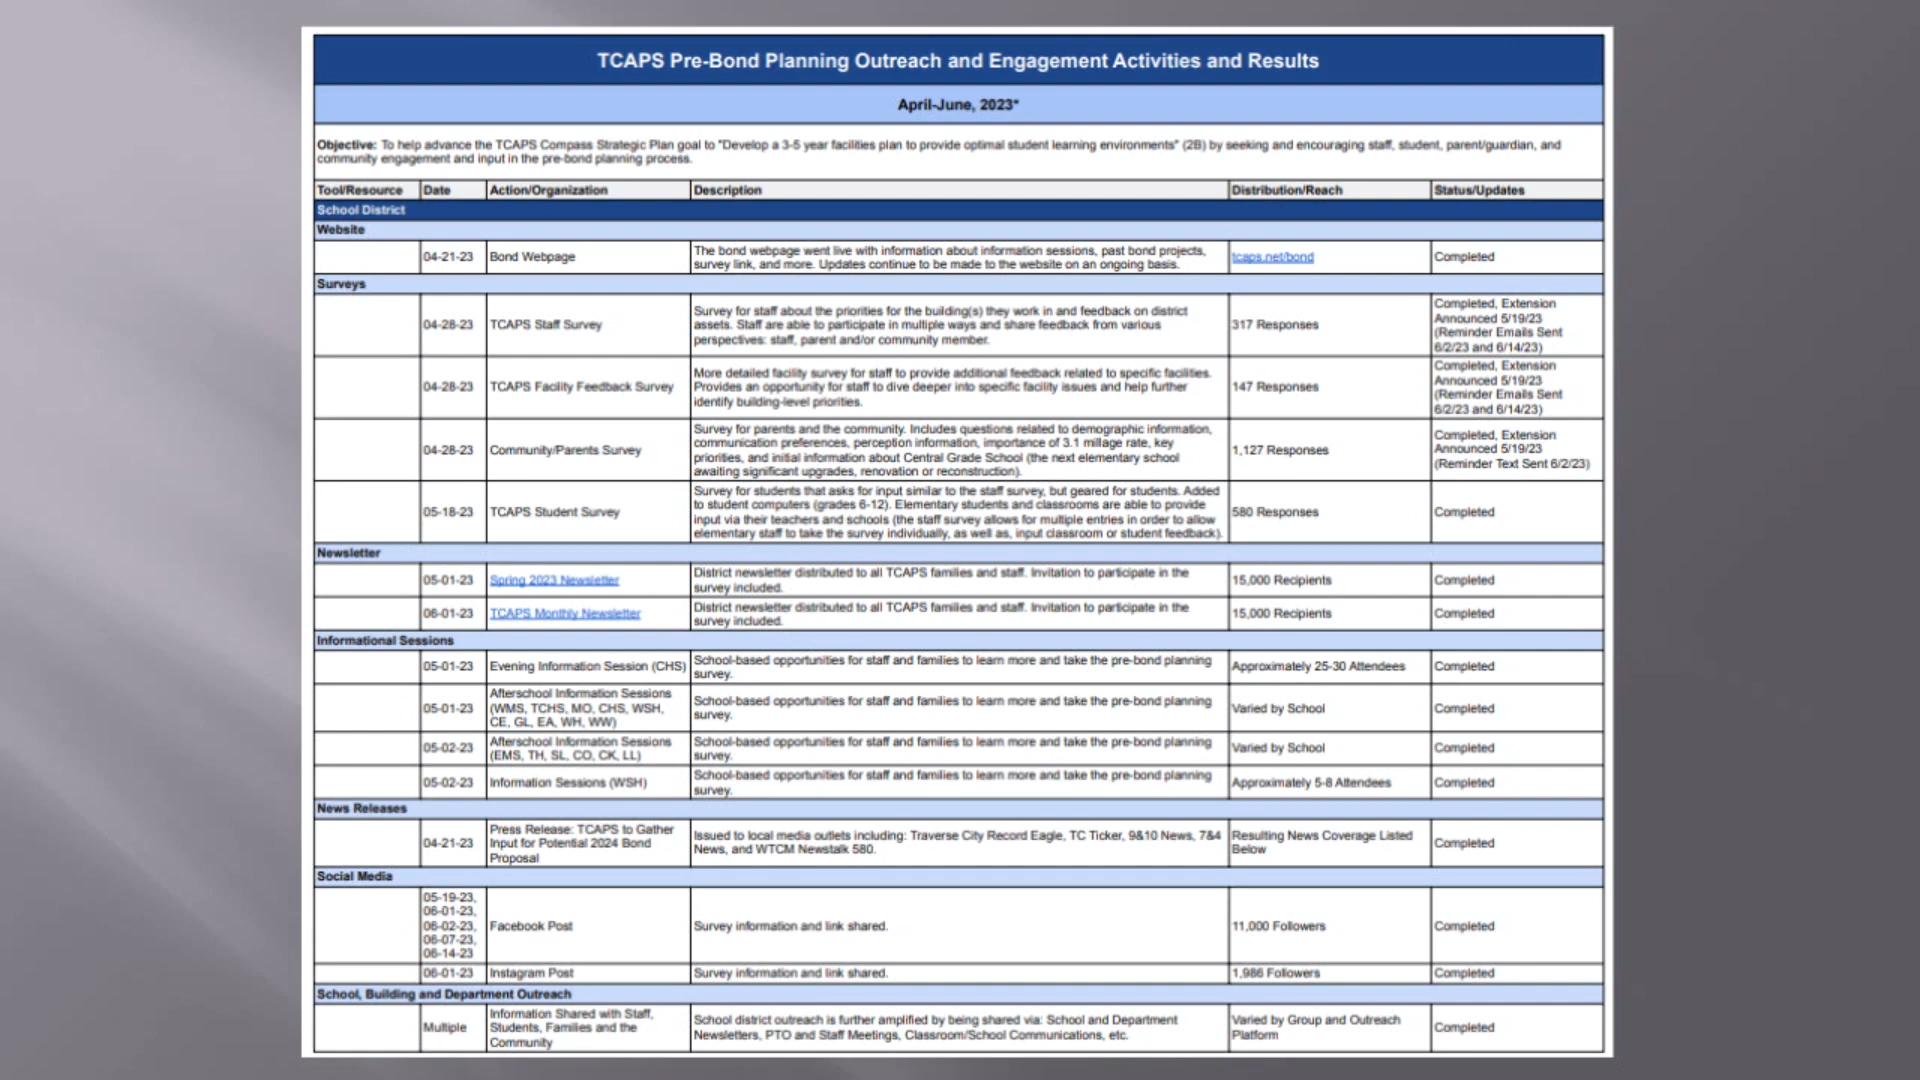 TCAPS Pre-Bond Planning Outreach and Engagement Activities and Results
April-June, 2023*
Objective: To help advance the TCAPS Compass Strategic Plan goal to "Develop a 3-5 year facilities plan to provide optimal student learning environments" (2B) by seeking and encouraging staff, student, parent/guardian, and
community engagement and input in the pre-bond planning process.
Tool/Resource Date Action/Organization Description Distribution/Reach Status/Updates
School District
Website
04-21-23
Bond Webpage
The bond webpage went live with information about information sessions, past bond projects,
survey link, and more. Updates continue to be made to the website on an ongoing basis.
tcaps.net/bond
Completed
Surveys
04-28-23
TCAPS Staff Survey
Survey for staff about the priorities for the building(s) they work in and feedback on district
assets. Staff are able to participate in multiple ways and share feedback from various
perspectives: staff, parent and/or community member.
317 Responses
Completed, Extension
Announced 5/19/23
(Reminder Emails Sent
6/2/23 and 6/14/23)
04-28-23
TCAPS Facility Feedback Survey
More detailed facility survey for staff to provide additional feedback related to specific facilities.
Provides an opportunity for staff to dive deeper into specific facility issues and help further
identify building-level priorities.
147 Responses
Completed, Extension
Announced 5/19/23
(Reminder Emails Sent
6/2/23 and 6/14/23)
04-28-23
Community/Parents Survey
Survey for parents and the community. Includes questions related to demographic information,
communication preferences, perception information, importance of 3.1 millage rate, key
priorities, and initial information about Central Grade School (the next elementary school
awaiting significant upgrades, renovation or reconstruction).
1,127 Responses
Completed, Extension
Announced 5/19/23
(Reminder Text Sent 6/2/23)
05-18-23
TCAPS Student Survey
Survey for students that asks for input similar to the staff survey, but geared for students. Added
to student computers (grades 6-12). Elementary students and classrooms are able to provide
input via their teachers and schools (the staff survey allows for multiple entries in order to allow
elementary staff to take the survey individually, as well as, input classroom or student feedback).
580 Responses
Completed
Newsletter
05-01-23
Spring 2023 Newsletter
District newsletter distributed to all TCAPS families and staff. Invitation to participate in the
survey included.
15,000 Recipients
Completed
06-01-23
TCAPS Monthly Newsletter
District newsletter distributed to all TCAPS families and staff. Invitation to participate in the
survey included.
15,000 Recipients
Completed
Informational Sessions
05-01-23
Evening Information Session (CHS)
School-based opportunities for staff and families to learn more and take the pre-bond planning
survey.
Approximately 25-30 Attendees
Completed
05-01-23
Afterschool Information Sessions
(WMS, TCHS, MO, CHS, WSH,
CE, GL, EA, WH, WW)
School-based opportunities for staff and families to learn more and take the pre-bond planning
survey.
Varied by School
Completed
05-02-23
Afterschool Information Sessions
(EMS, TH, SL, CO, CK, LL)
School-based opportunities for staff and families to learn more and take the pre-bond planning
survey.
Varied by School
Completed
05-02-23
Information Sessions (WSH)
School-based opportunities for staff and families to learn more and take the pre-bond planning
survey.
Approximately 5-8 Attendees
Completed
News Releases
04-21-23
Press Release: TCAPS to Gather
Input for Potential 2024 Bond
Proposal
Issued to local media outlets including: Traverse City Record Eagle, TC Ticker, 9&10 News, 7&4
News, and WTCM Newstalk 580.
Resulting News Coverage Listed
Below
Completed
Social Media
05-19-23,
06-01-23,
06-02-23,
06-07-23,
06-14-23
Facebook Post
Survey information and link shared.
11,000 Followers
Completed
06-01-23
Instagram Post
Survey information and link shared.
1,986 Followers
Completed
School, Building and Department Outreach
Multiple
Information Shared with Staff,
Students, Families and the
Community
School district outreach is further amplified by being shared via: School and Department
Newsletters, PTO and Staff Meetings, Classroom/School Communications, etc.
Varied by Group and Outreach
Platform
Completed